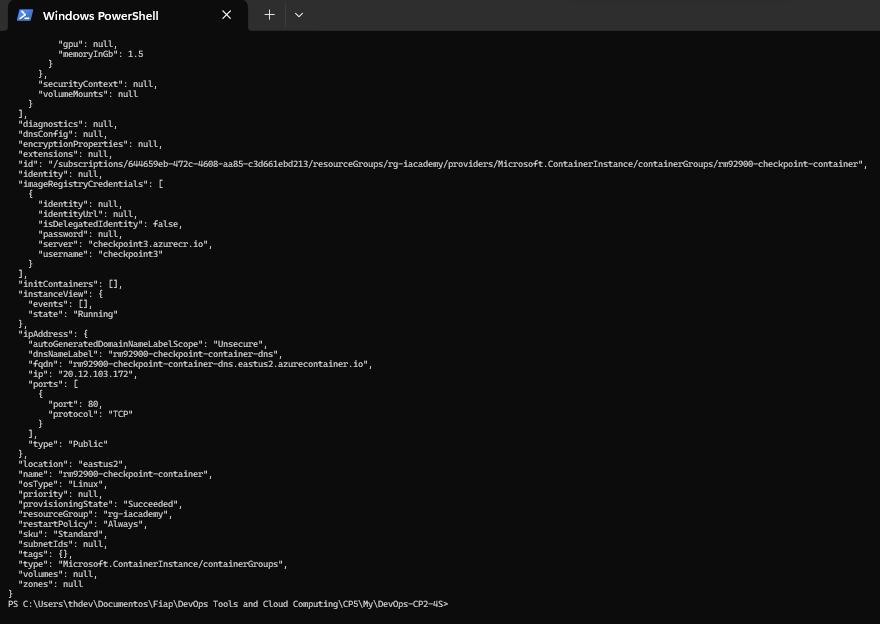 Windows PowerShell
"gpu": null,
"memoryInGb": 1.5
}
},
"securityContext": null,
"volumeMounts": null
}
],
"diagnostics": null,
"dnsConfig": null,
"encryptionProperties": null,
"extensions": null,
"id": "/subscriptions/644659eb-472c-4608-aa85-c3d661ebd213/resourceGroups/rg-iacademy/providers/Microsoft.ContainerInstance/containerGroups/rm92900-checkpoint-container",
"identity": null,
"imageRegistryCredentials": [
{
"identity": null,
"identityUrl": null,
"isDelegatedIdentity": false,
"password": null,
"server": "checkpoint3.azurecr.io",
"username": "checkpoint3"
}
],
"initContainers": [],
"instanceView": {
"events": [],
"state": "Running"
},
"ipAddress": {
"autoGeneratedDomainNameLabelScope": "Unsecure",
"dnsNameLabel": "rm92900-checkpoint-container-dns",
"fqdn": "rm92900-checkpoint-container-dns.eastus2.azurecontainer.io",
"ip": "20.12.103.172",
"ports": [
{
"port": 80,
"protocol": "TCP"
}
],
"type": "Public"
},
"location": "eastus2",
"name": "rm92900-checkpoint-container",
"osType": "Linux",
"priority": null,
"provisioningState": "Succeeded",
"resourceGroup": "rg-iacademy",
"restartPolicy": "Always",
"sku": "Standard",
"subnetIds": null,
"tags": {},
"type": "Microsoft.ContainerInstance/containerGroups",
"volumes": null,
"zones": null
}
PS C:\Users\thdev\Documentos\Fiap\DevOps Tools and Cloud Computing\CP5\My\DevOps-CP2-4S>